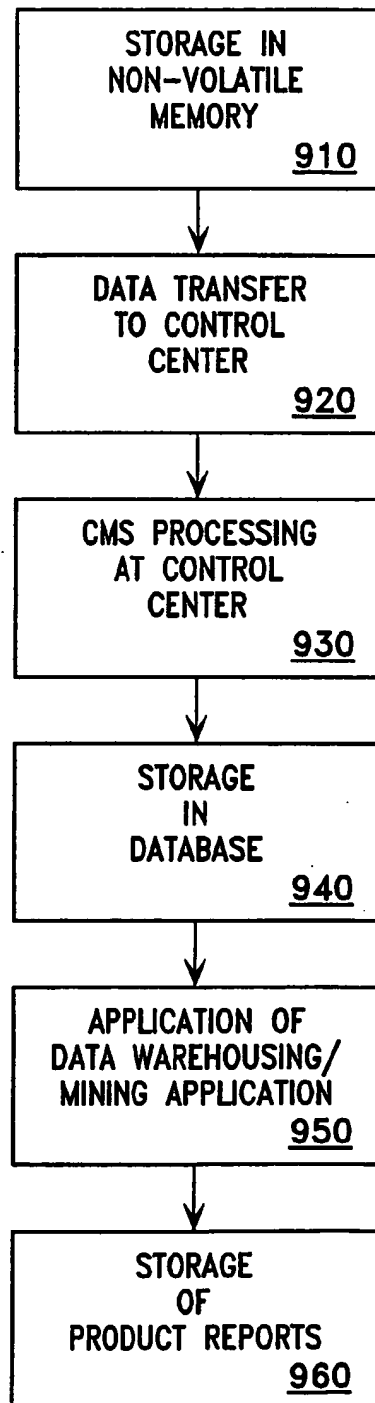 STORAGE IN
NON-VOLATILE
MEMORY
910
DATA TRANSFER
TO CONTROL
CENTER
920
CMS PROCESSING
AT CONTROL
CENTER
930
STORAGE
IN
DATABASE
940
APPLICATION OF
DATA WAREHOUSING/
MINING APPLICATION
950
STORAGE
OF
PRODUCT REPORTS
960